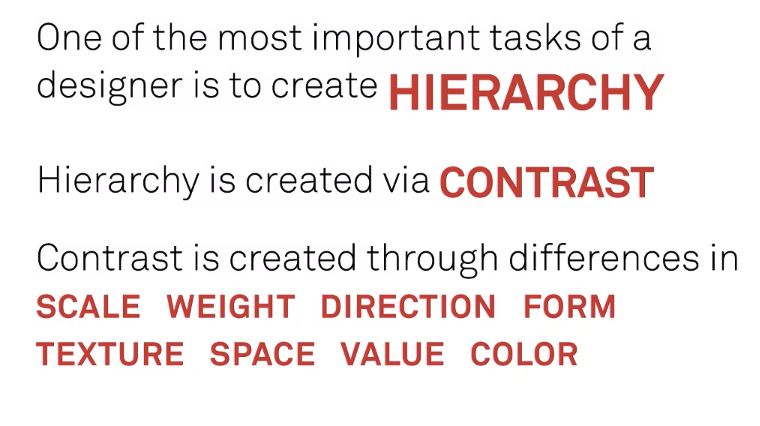 One of the most important tasks of a
designer is to create HIERARCHY
Hierarchy is created via CONTRAST
Contrast is created through differences in
SCALE WEIGHT DIRECTION FORM
TEXTURE SPACE VALUE COLOR